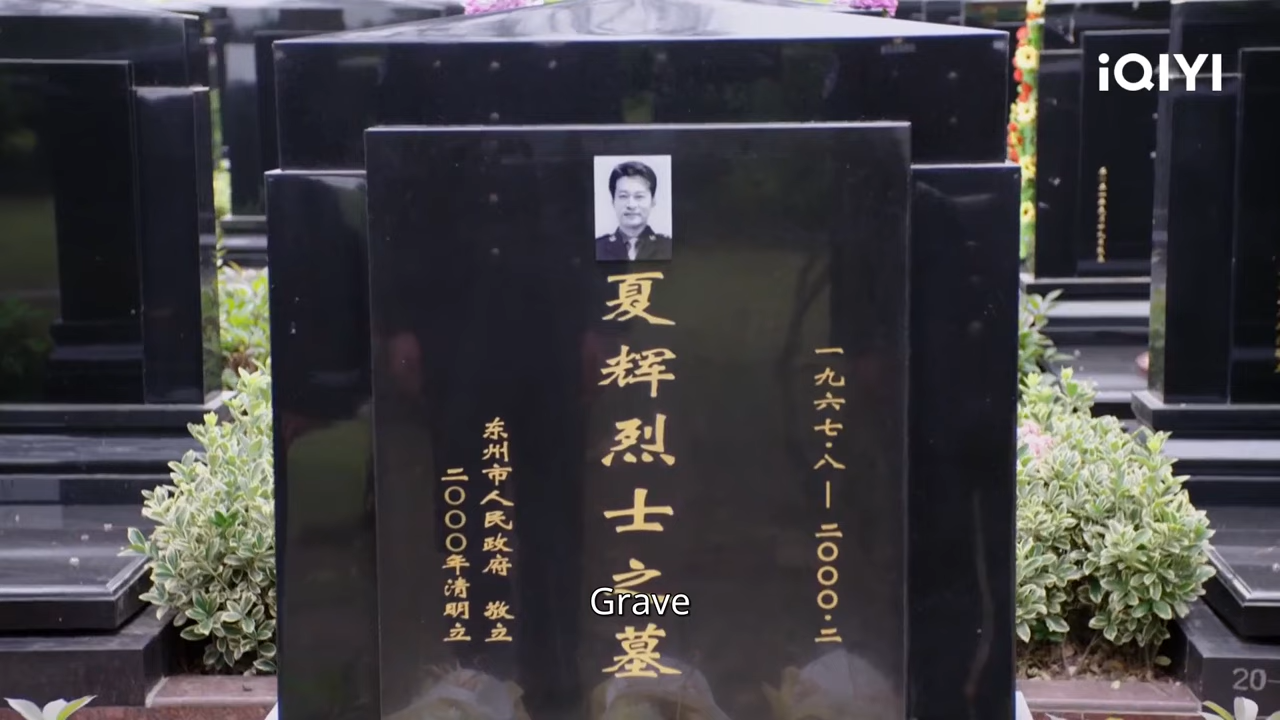 iQIYI
一九六七·八—二〇〇〇·二
夏辉烈士之墓
东州市人民政府 敬立
二〇〇〇年清明立
Grave
20